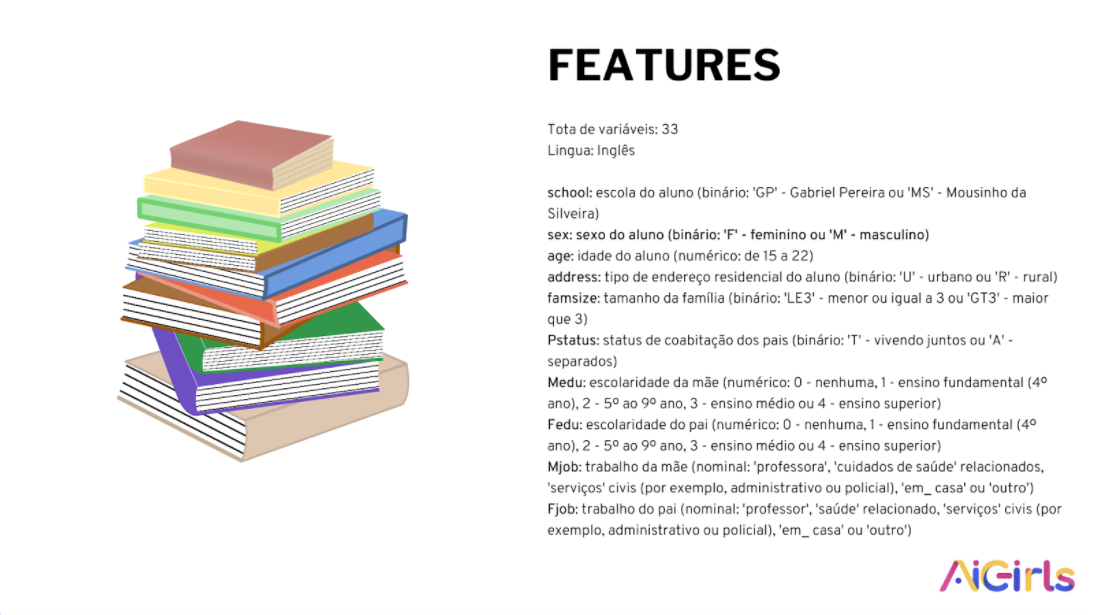 FEATURES
Tota de variáveis: 33
Lingua: Inglês
school: escola do aluno (binário: 'GP' - Gabriel Pereira ou 'MS' - Mousinho da
Silveira)
sex: sexo do aluno (binário: 'F' - feminino ou 'M' - masculino)
age: idade do aluno (numérico: de 15 a 22)
address: tipo de endereço residencial do aluno (binário: 'U' - urbano ou 'R' - rural)
famsize: tamanho da família (binário: 'LE3' - menor ou igual a 3 ou 'GT3' - maior
que 3)
Pstatus: status de coabitação dos pais (binário: 'T' - vivendo juntos ou 'A' -
separados)
Medu: escolaridade da mãe (numérico: 0 - nenhuma, 1 - ensino fundamental (4º
ano), 2 - 5º ao 9º ano, 3 - ensino médio ou 4 - ensino superior)
Fedu: escolaridade do pai (numérico: 0 - nenhuma, 1 - ensino fundamental (4º
ano), 2 - 5º ao 9º ano, 3 - ensino médio ou 4 - ensino superior)
Mjob: trabalho da mãe (nominal: 'professora', 'cuidados de saúde' relacionados,
'serviços' civis (por exemplo, administrativo ou policial), 'em_ casa' ou 'outro')
Fjob: trabalho do pai (nominal: 'professor', 'saúde' relacionado, 'serviços' civis (por
exemplo, administrativo ou policial), 'em_ casa' ou 'outro')
AiGirls